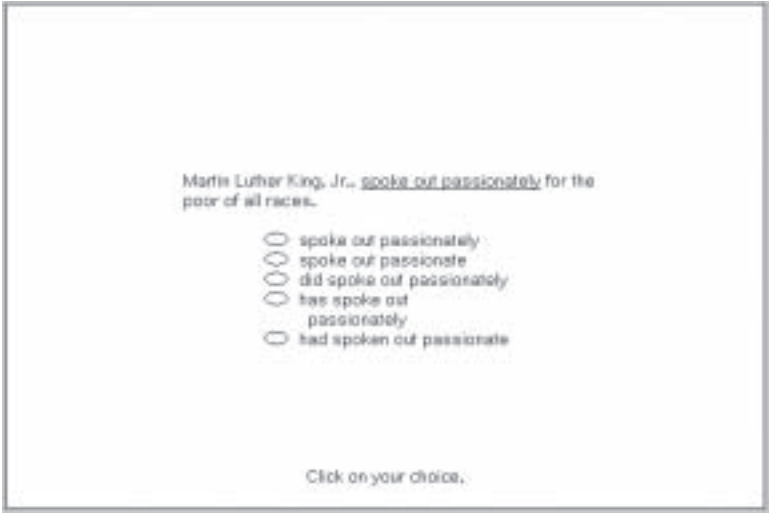 Martin Luther King, Jr., spoke out passionately for the
poor of all races.
spoke out passionately
spoke out passionate
did spoke out passionately
has spoke out
passionately
had spoken out passionate
Click on your choice.